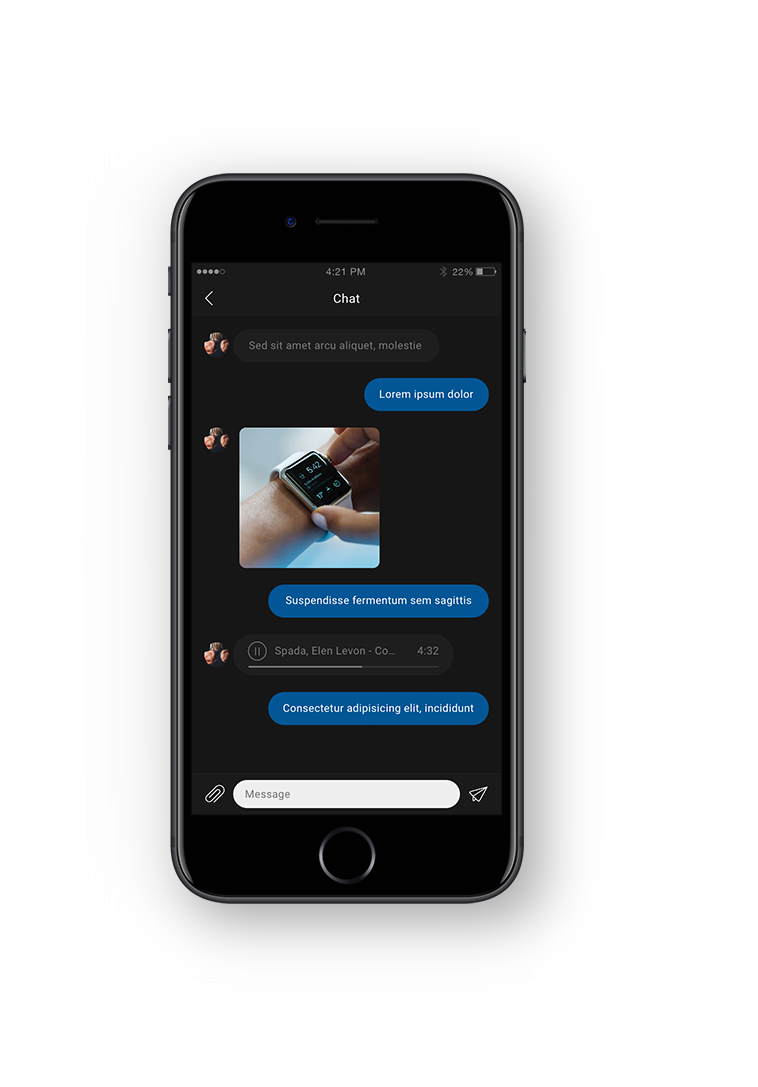 4:21 PM
22%
Chat
Sed sit amet arcu aliquet, molestie
Lorem ipsum dolor
5:42
Suspendisse fermentum sem sagittis
Spada, Elen Levon - Co... 4:32
Consectetur adipisicing elit, incididunt
Message